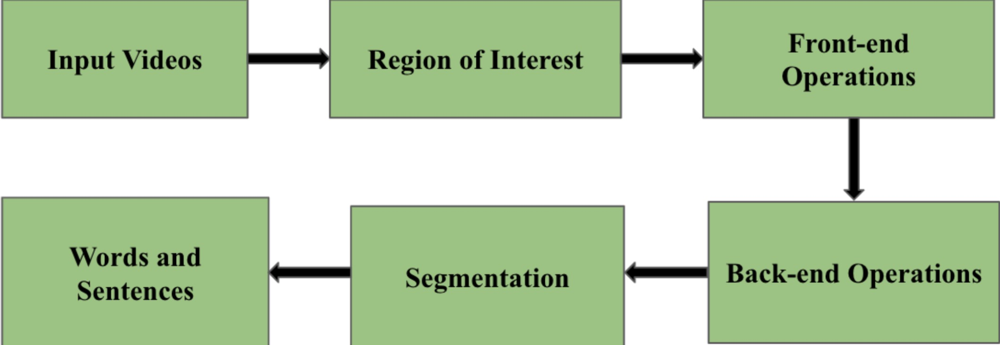 Input Videos
Region of Interest
Front-end
Operations
Words and
Sentences
Segmentation
Back-end Operations